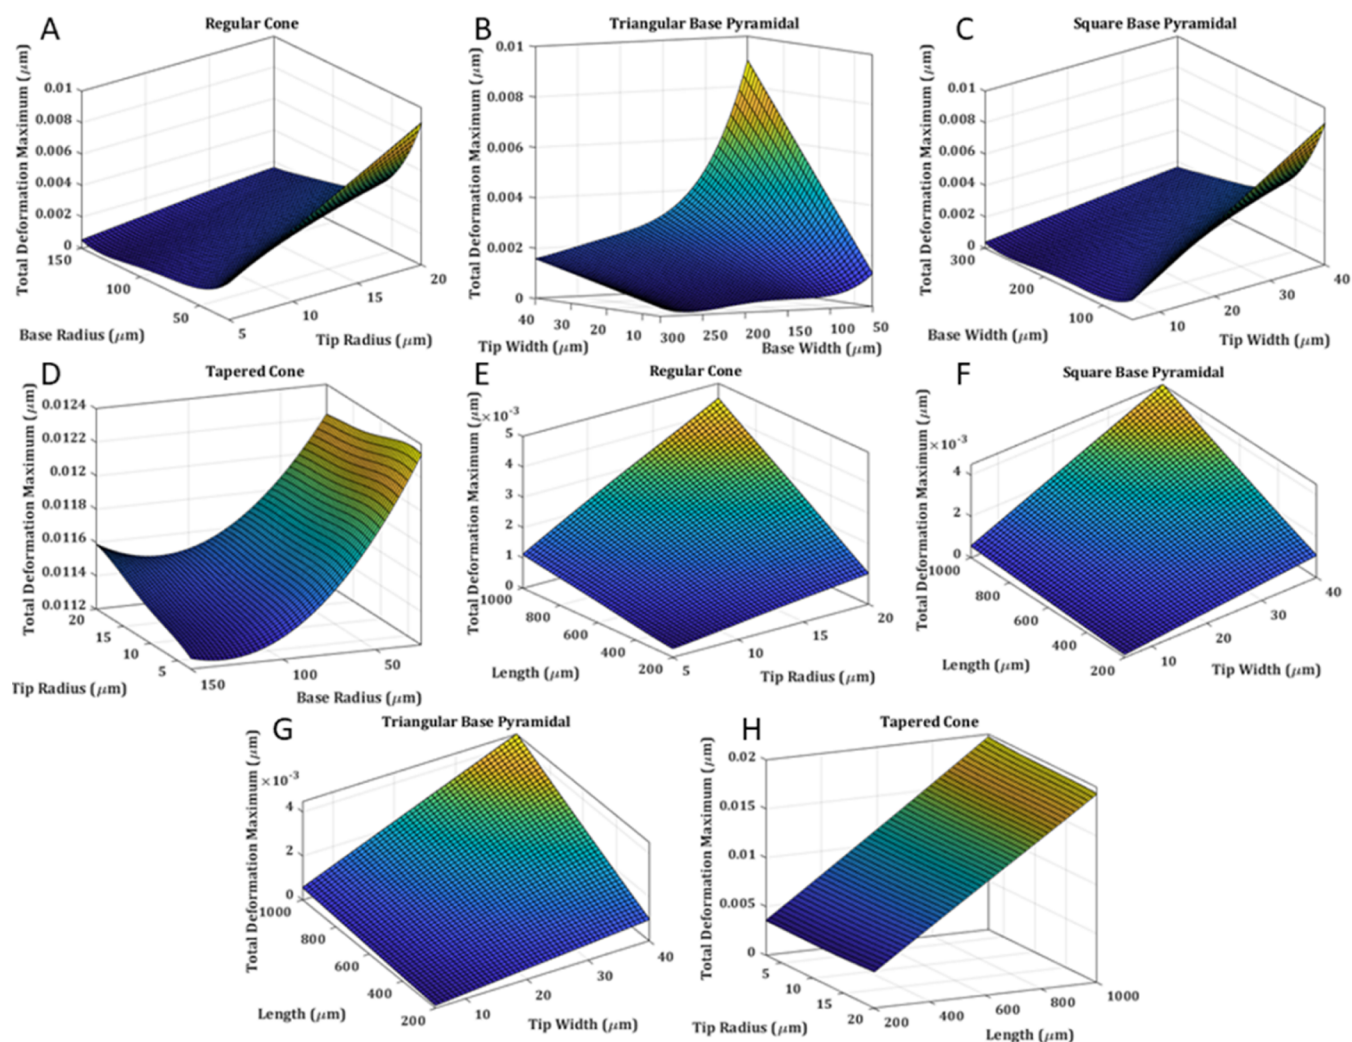 A
Regular Cone
Total Deformation Maximum (μm)
0.01
0.008
0.006
0.004
0.002
0
150
100
50
Base Radius (μm)
5
10
15
20
Tip Radius (μm)
B
Triangular Base Pyramidal
Total Deformation Maximum (μm)
0.01
0.008
0.006
0.004
0.002
0
40
30
20
10
Tip Width (μm)
300
250
200
150
100
50
Base Width (μm)
C
Square Base Pyramidal
Total Deformation Maximum (μm)
0.01
0.008
0.006
0.004
0.002
0
300
200
100
Base Width (μm)
10
20
30
40
Tip Width (μm)
D
Tapered Cone
Total Deformation Maximum (μm)
0.0124
0.0122
0.012
0.0118
0.0116
0.0114
0.0112
20
15
10
5
Tip Radius (μm)
150
100
50
Base Radius (μm)
E
Regular Cone
Total Deformation Maximum (μm)
×10-3
5
4
3
2
1
0
1000
800
600
400
200
Length (μm)
5
10
15
20
Tip Radius (μm)
F
Square Base Pyramidal
Total Deformation Maximum (μm)
×10-3
4
2
0
1000
800
600
400
200
Length (μm)
10
20
30
40
Tip Width (μm)
G
Triangular Base Pyramidal
Total Deformation Maximum (μm)
×10-3
4
2
0
1000
800
600
400
200
Length (μm)
10
20
30
40
Tip Width (μm)
H
Tapered Cone
Total Deformation Maximum (μm)
0.02
0.015
0.01
0.005
0
5
10
15
20
Tip Radius (μm)
200
400
600
800
1000
Length (μm)